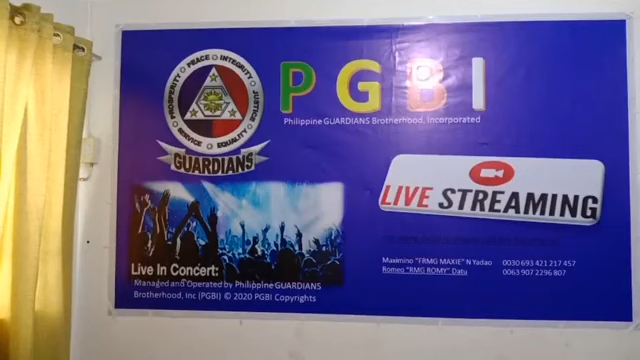 PROSPERITY PEACE INTEGRITY JUSTICE EQUALITY SERVICE
GUARDIANS
PGBI
Philippine GUARDIANS Brotherhood, Incorporated
LIVE STREAMING
Live In Concert:
Managed and Operated by Philippine GUARDIANS
Brotherhood, Inc (PGBI) © 2020 PGBI Copyrights
Maximino "FRMG MAXIE" N Yadao 0030 693 421 217 457
Romeo "RMG ROMY" Datu 0063 907 2296 807